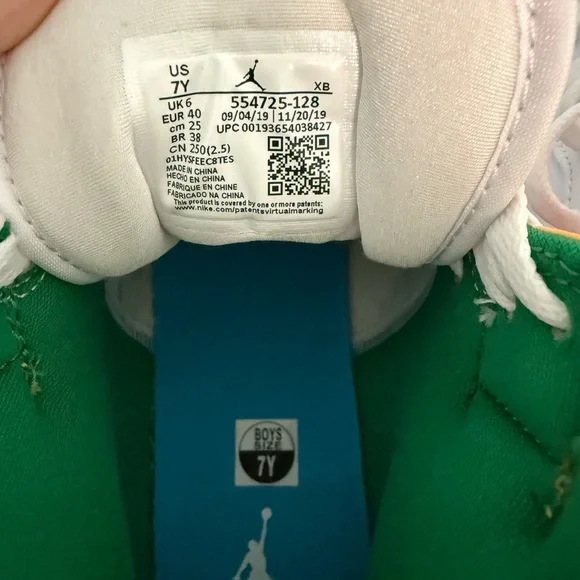 US
7Y
XB
UK 6
EUR 40
cm 25
BR 38
CN 250(2.5)
554725-128
09/04/19 | 11/20/19
UPC 00193654038427
01HYSFEEC8TES
MADE IN CHINA
HECHO EN CHINA
FABRIQUE EN CHINE
FABRICADO NA CHINA
This product is covered by one or more patents:
www.nike.com/patentsvirtualmarking
BOYS
SIZE
7Y